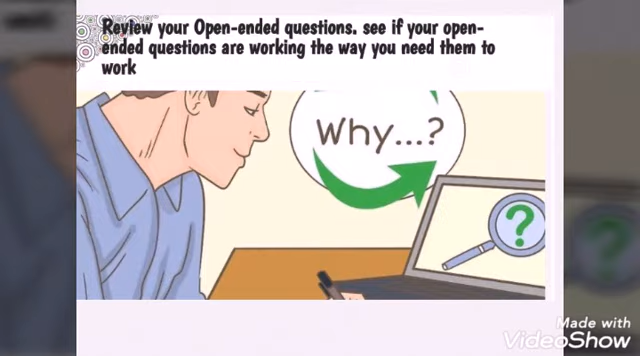 Review your Open-ended questions. see if your open-
ended questions are working the way you need them to
work
Why...?
?
Made with
VideoShow